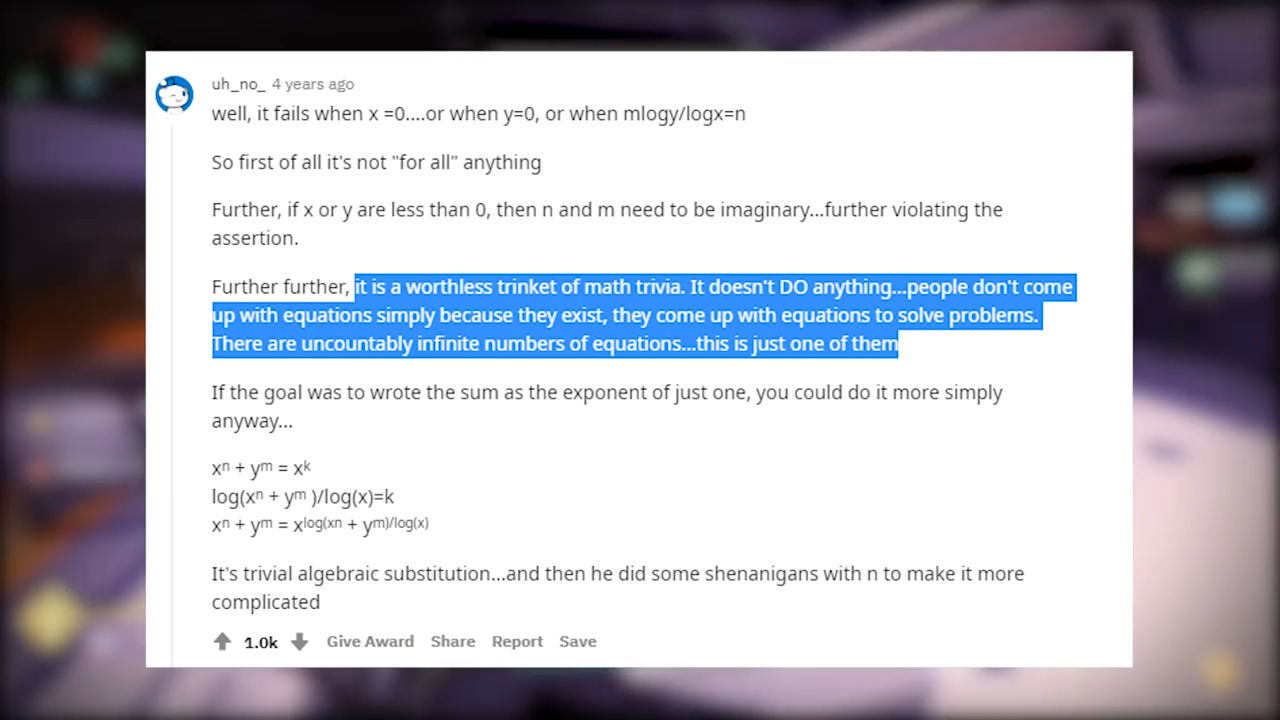 uh_no_ 4 years ago
well, it fails when x =0....or when y=0, or when mlogy/logx=n
So first of all it's not "for all" anything
Further, if x or y are less than 0, then n and m need to be imaginary...further violating the
assertion.
Further further, it is a worthless trinket of math trivia. It doesn't DO anything...people don't come
up with equations simply because they exist, they come up with equations to solve problems.
There are uncountably infinite numbers of equations...this is just one of them
If the goal was to wrote the sum as the exponent of just one, you could do it more simply
anyway...
xⁿ + yᵐ = xᵏ
log(xⁿ + yᵐ )/log(x)=k
xⁿ + yᵐ = x^log(xn + y^m)/log(x)
It's trivial algebraic substitution...and then he did some shenanigans with n to make it more
complicated
1.0k Give Award Share Report Save